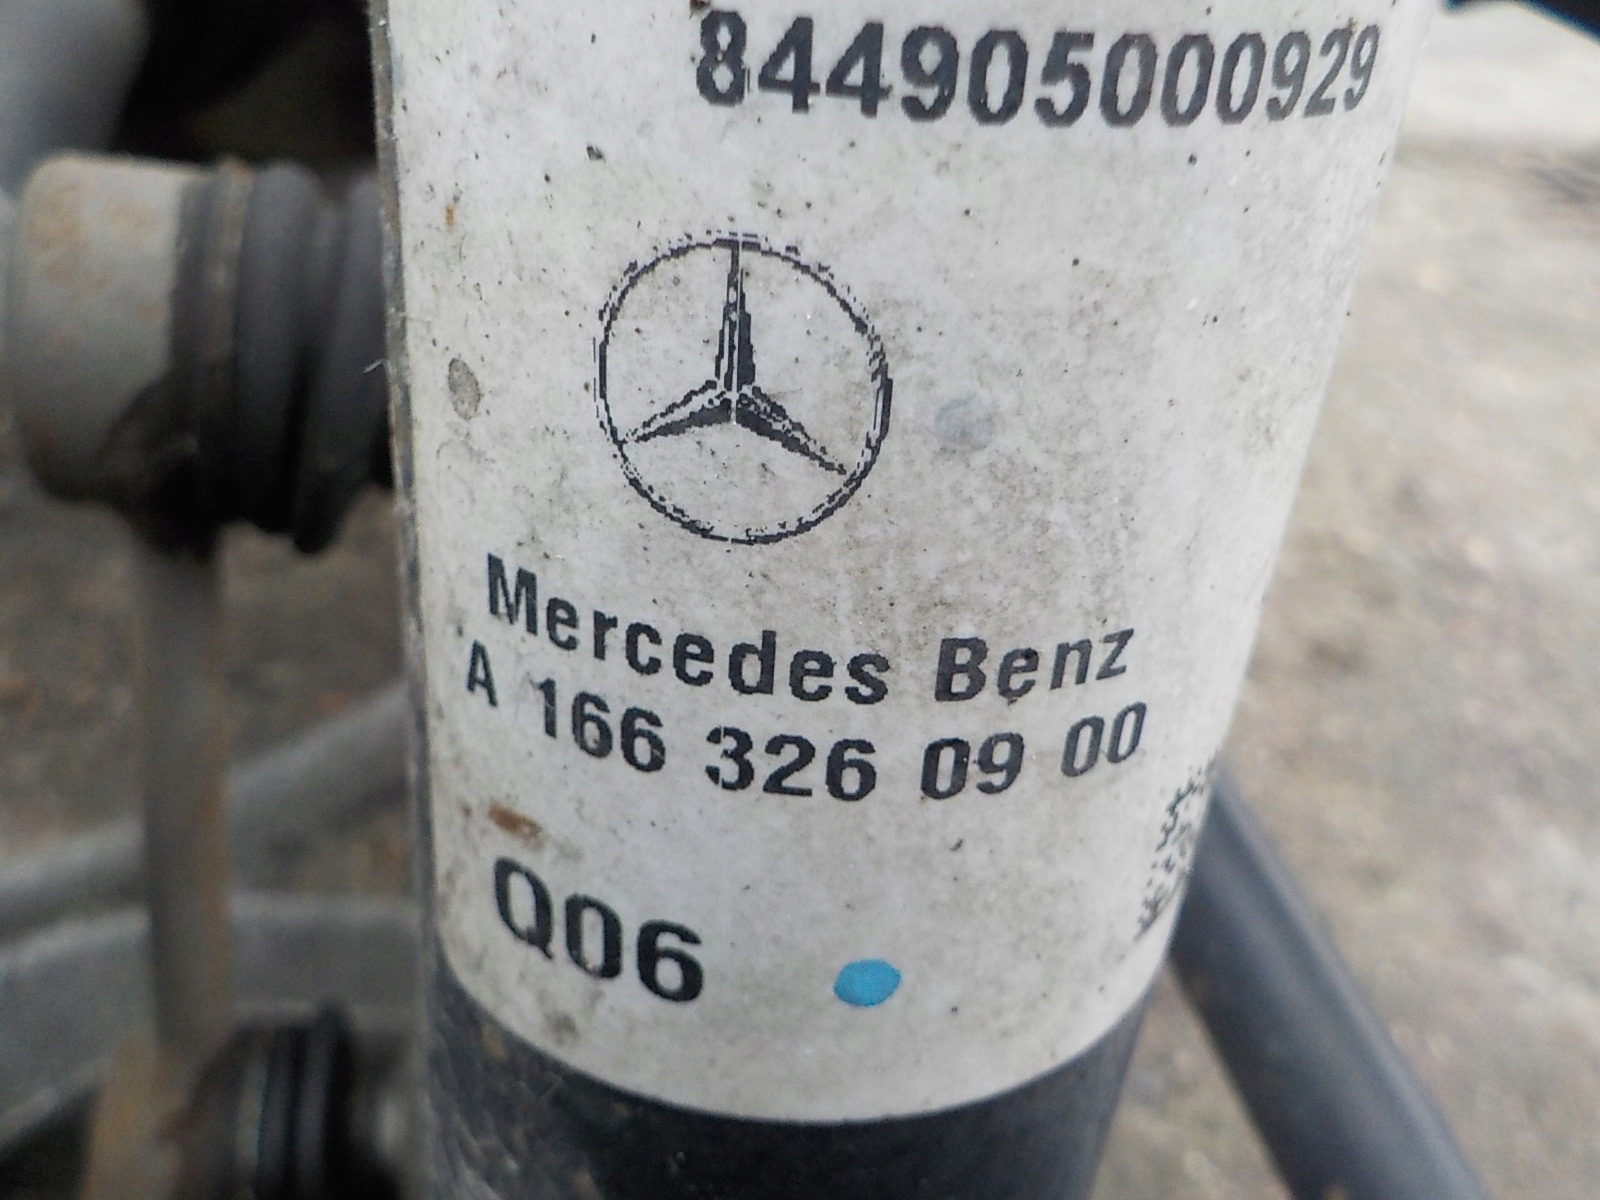 844905000929
Mercedes Benz
A 166 326 09 00
Q06